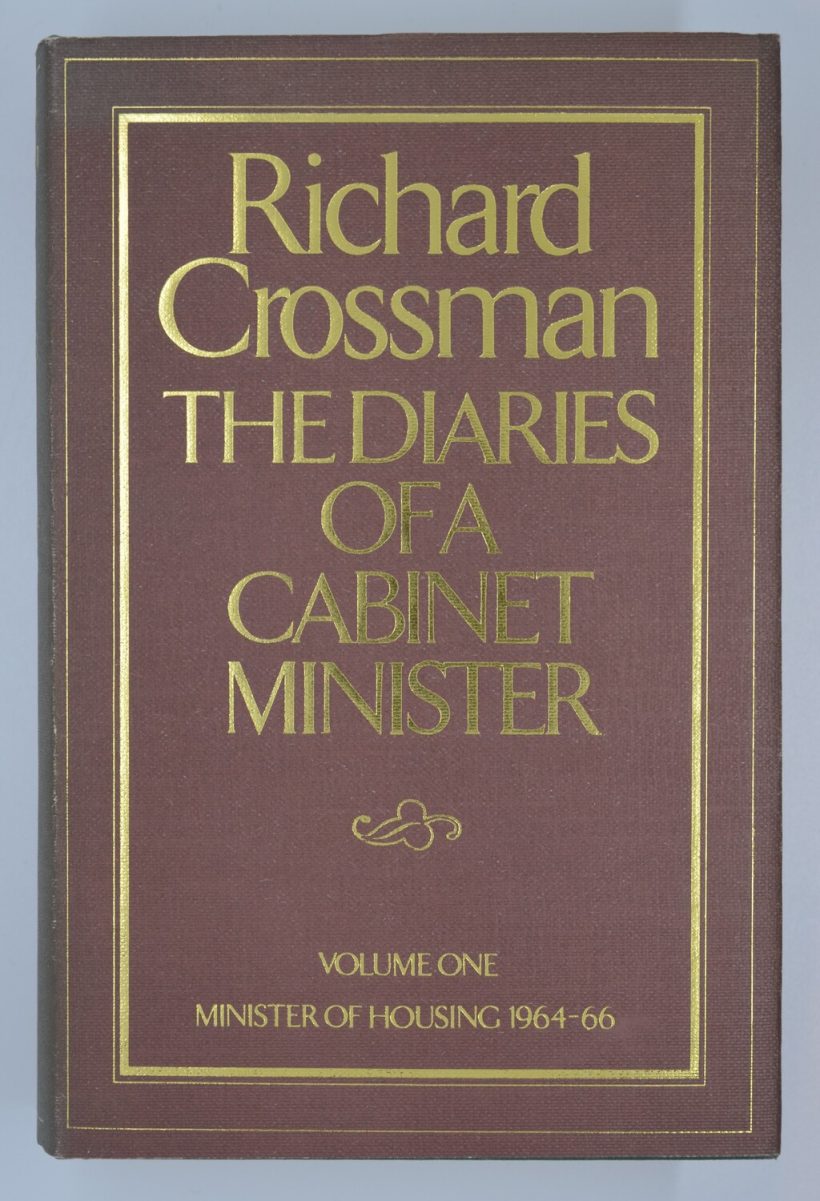 Richard
Crossman
THE DIARIES
OF A
CABINET
MINISTER
VOLUME ONE
MINISTER OF HOUSING 1964-66